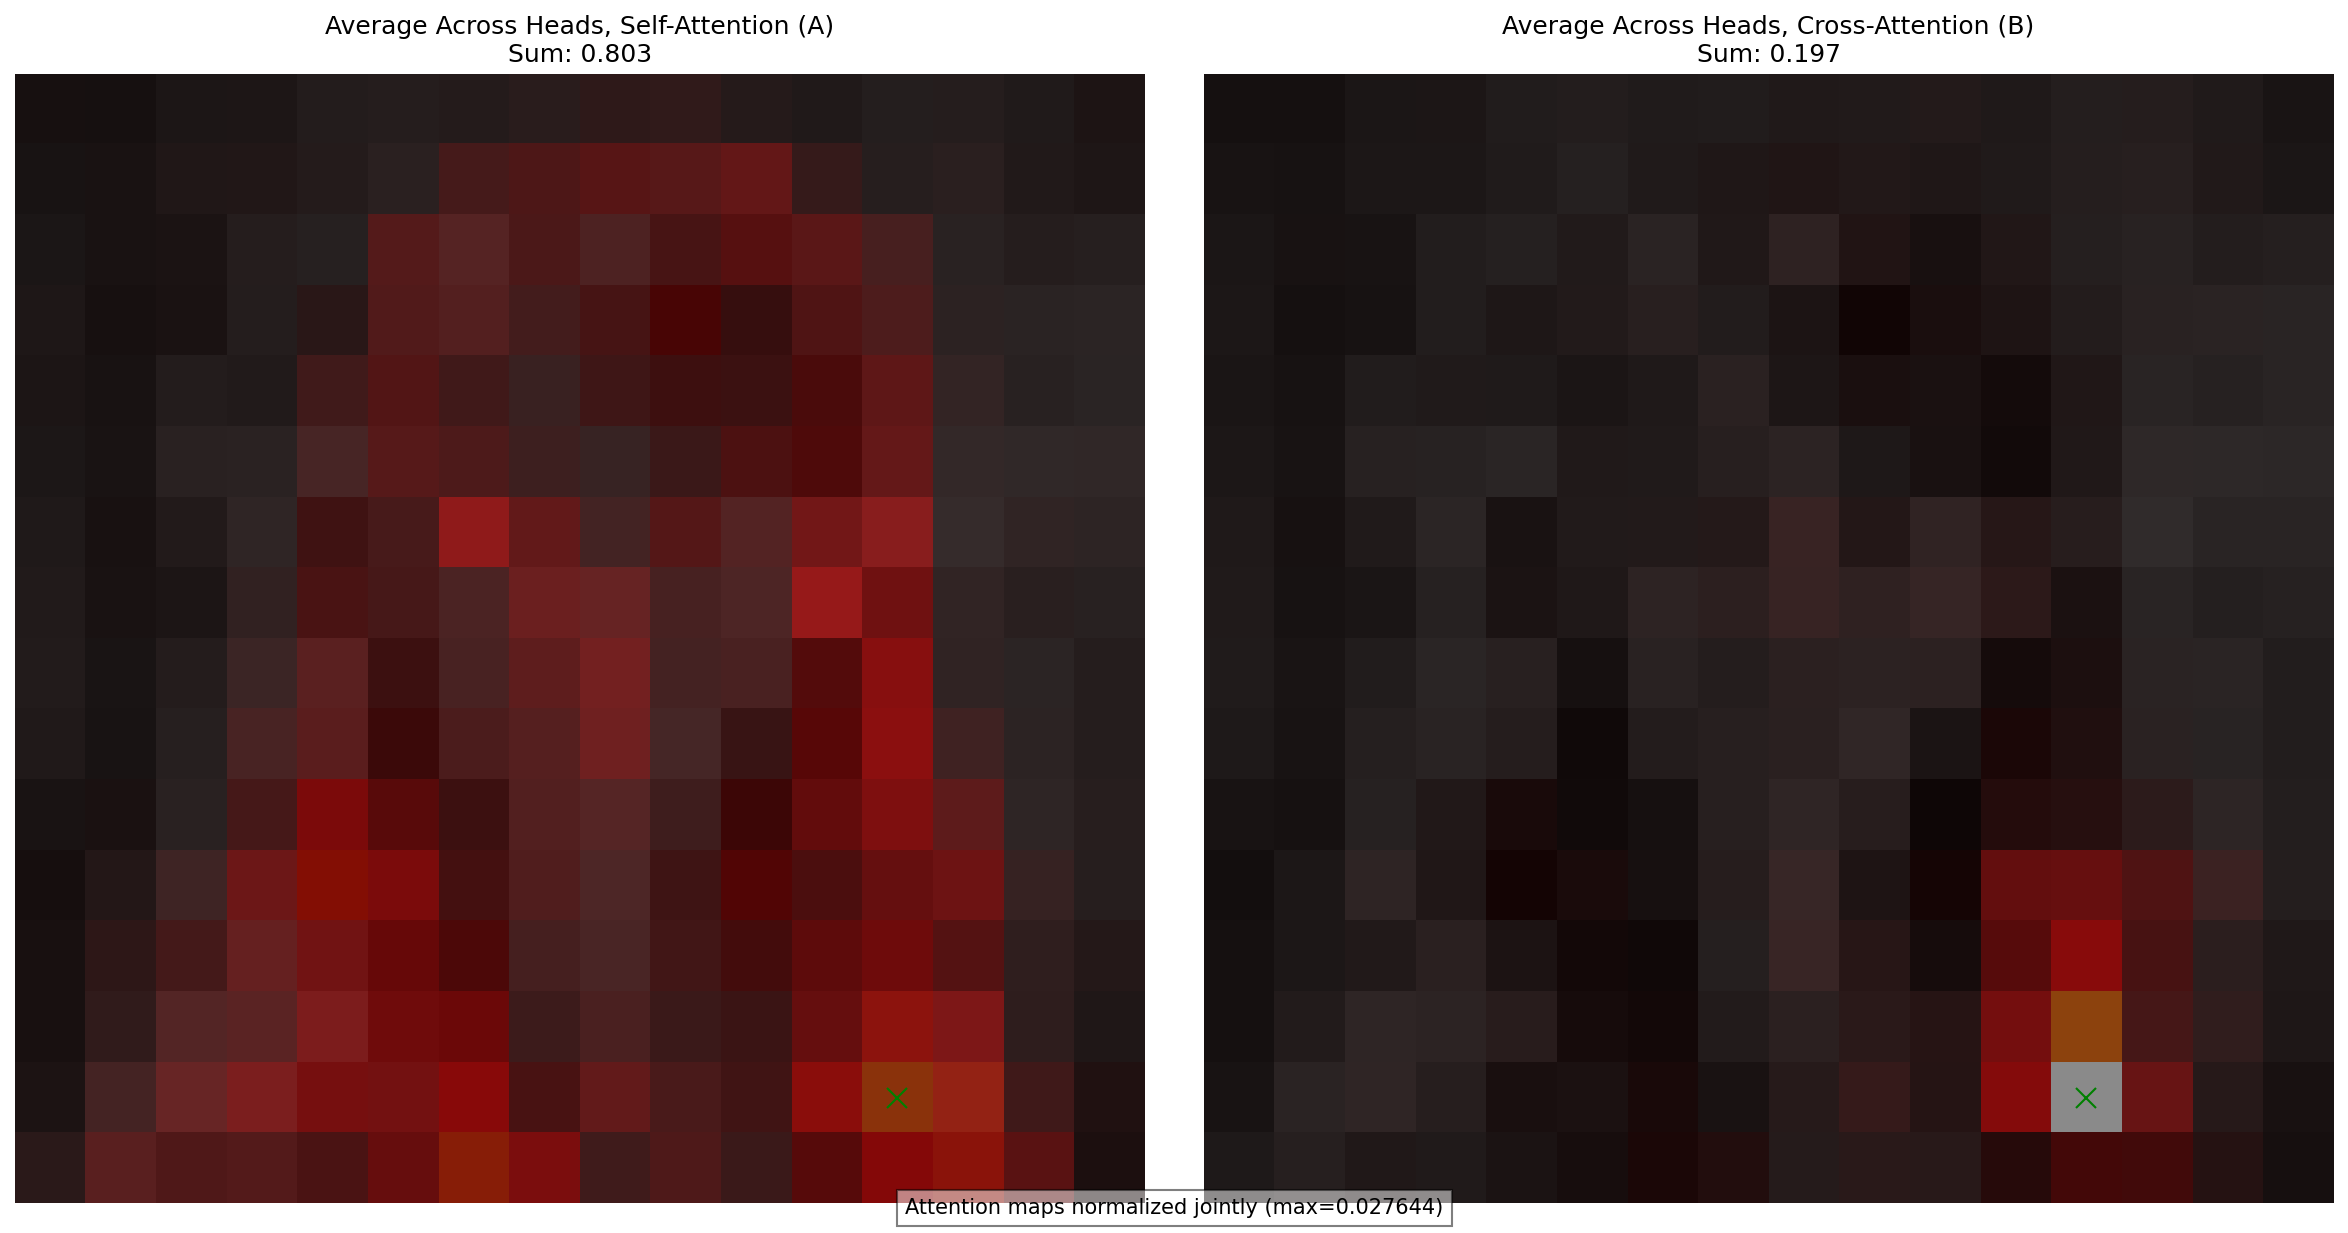 Average Across Heads, Self-Attention (A)
Sum: 0.803
Average Across Heads, Cross-Attention (B)
Sum: 0.197
Attention maps normalized jointly (max=0.027644)